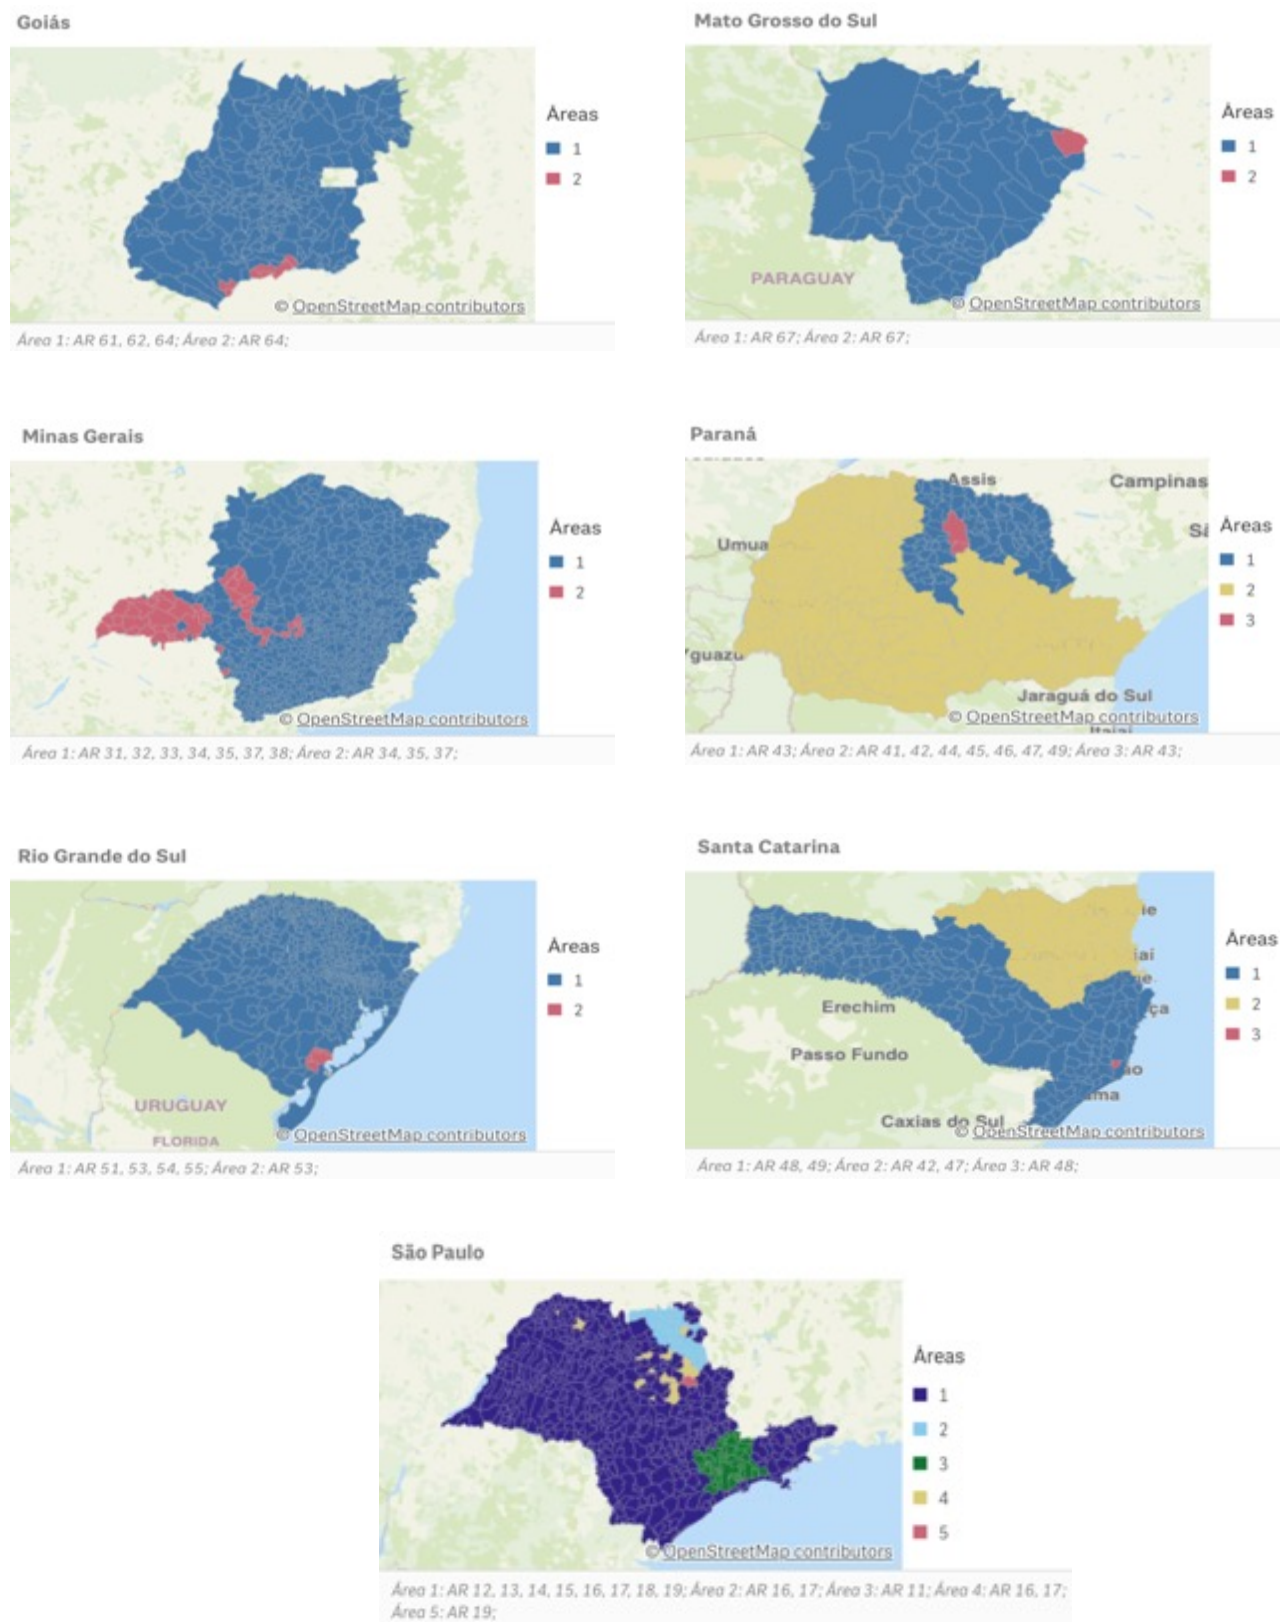 Goiás
Áreas
1
2
© OpenStreetMap contributors
Área 1: AR 61, 62, 64; Área 2: AR 64;
Mato Grosso do Sul
PARAGUAY
Áreas
1
2
© OpenStreetMap contributors
Área 1: AR 67; Área 2: AR 67;
Minas Gerais
Áreas
1
2
© OpenStreetMap contributors
Área 1: AR 31, 32, 33, 34, 35, 37, 38; Área 2: AR 34, 35, 37;
Paraná
Assis
Campinas
Umua
Sã
yguazu
Jaraguá do Sul
Áreas
1
2
3
© OpenStreetMap contributors
Itajaí
Área 1: AR 43; Área 2: AR 41, 42, 44, 45, 46, 47, 49; Área 3: AR 43;
Rio Grande do Sul
URUGUAY
FLORIDA
Áreas
1
2
© OpenStreetMap contributors
Área 1: AR 51, 53, 54, 55; Área 2: AR 53;
Santa Catarina
ie
jaí
Erechim
ça
Passo Fundo
ão
ma
Caxias do Sul
Áreas
1
2
3
© OpenStreetMap contributors
Área 1: AR 48, 49; Área 2: AR 42, 47; Área 3: AR 48;
São Paulo
Áreas
1
2
3
4
5
© OpenStreetMap contributors
Área 1: AR 12, 13, 14, 15, 16, 17, 18, 19; Área 2: AR 16, 17; Área 3: AR 11; Área 4: AR 16, 17;
Área 5: AR 19;